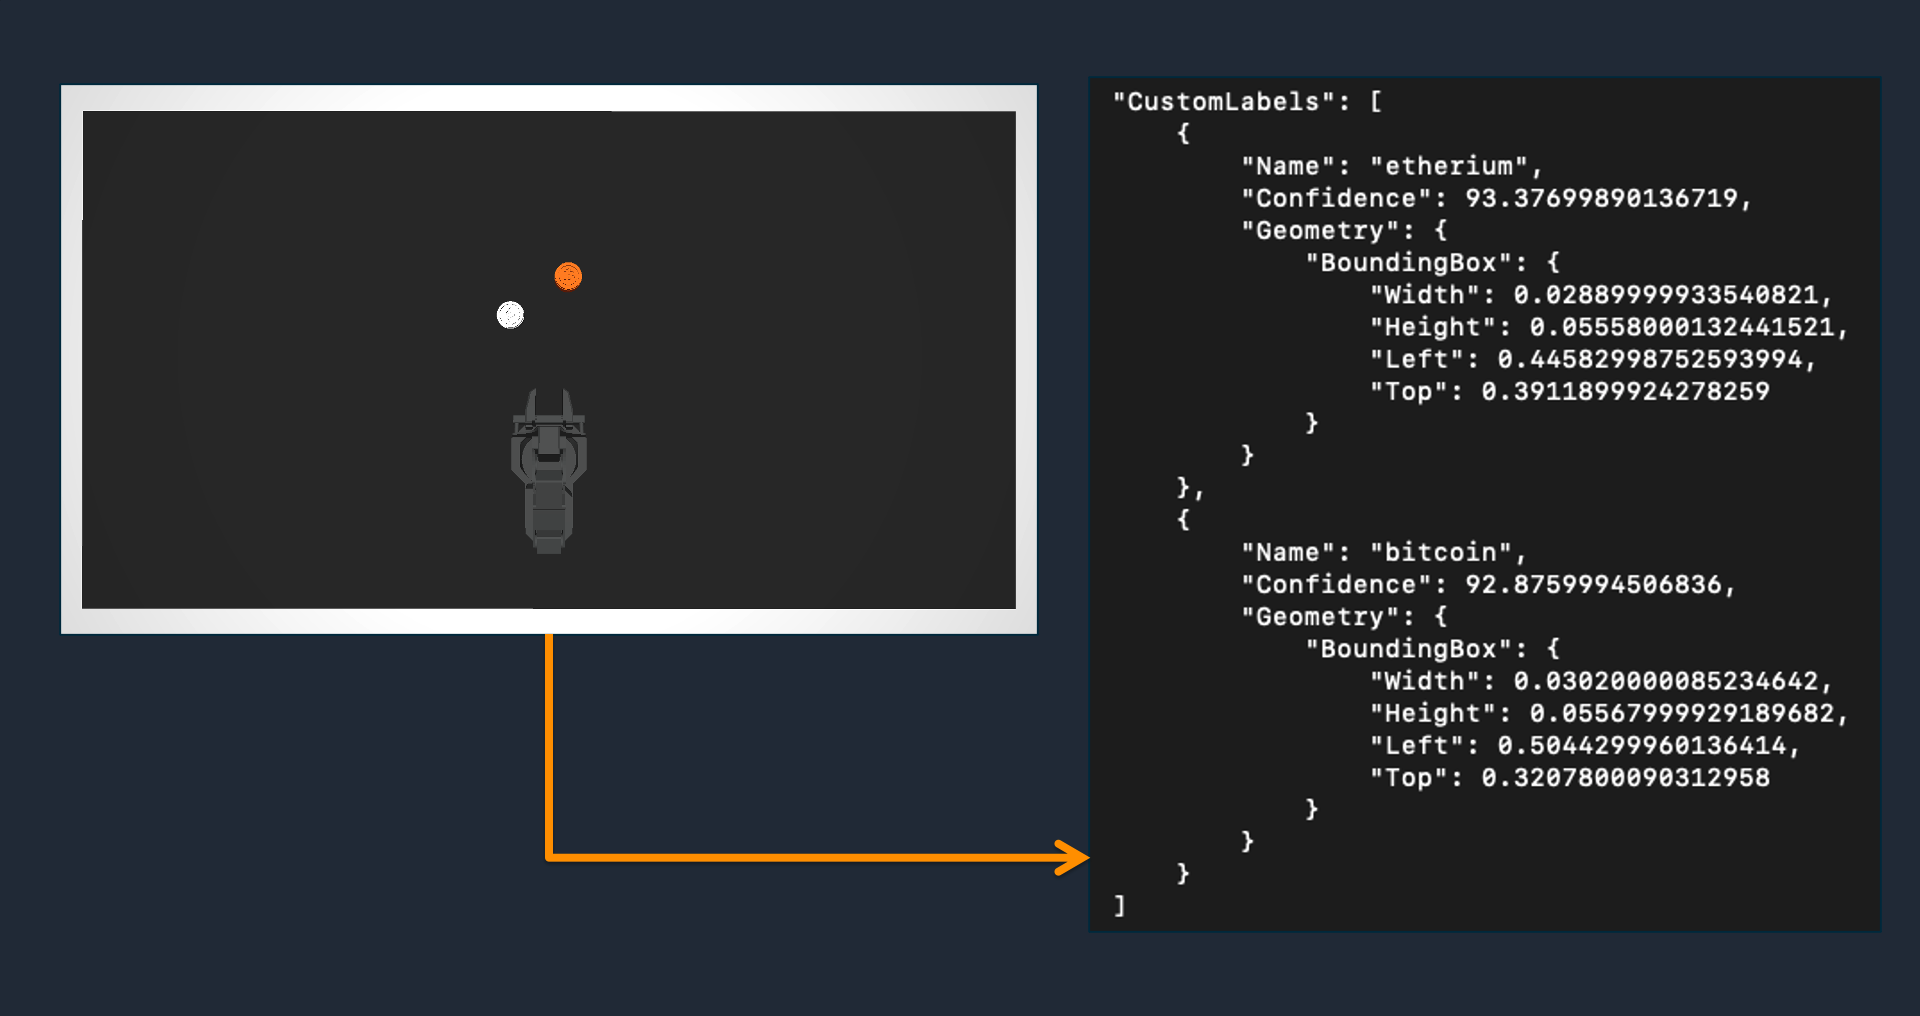 "CustomLabels": [
{
"Name": "etherium",
"Confidence": 93.37699890136719,
"Geometry": {
"BoundingBox": {
"Width": 0.02889999933540821,
"Height": 0.05558000132441521,
"Left": 0.44582998752593994,
"Top": 0.3911899924278259
}
}
},
{
"Name": "bitcoin",
"Confidence": 92.8759994506836,
"Geometry": {
"BoundingBox": {
"Width": 0.03020000085234642,
"Height": 0.05567999929189682,
"Left": 0.5044299960136414,
"Top": 0.3207800090312958
}
}
}
]